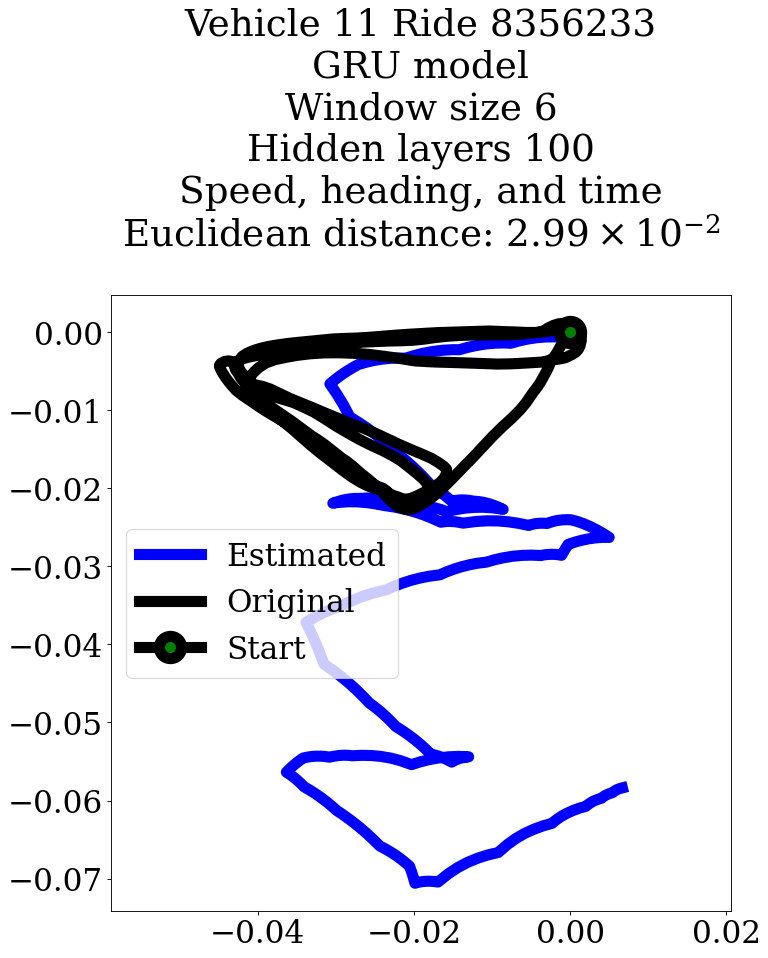 Vehicle 11 Ride 8356233
GRU model
Window size 6
Hidden layers 100
Speed, heading, and time
Euclidean distance: 2.99 × 10⁻²
0.00
−0.01
−0.02
−0.03
−0.04
−0.05
−0.06
−0.07
Estimated
Original
Start
−0.04 −0.02 0.00 0.02